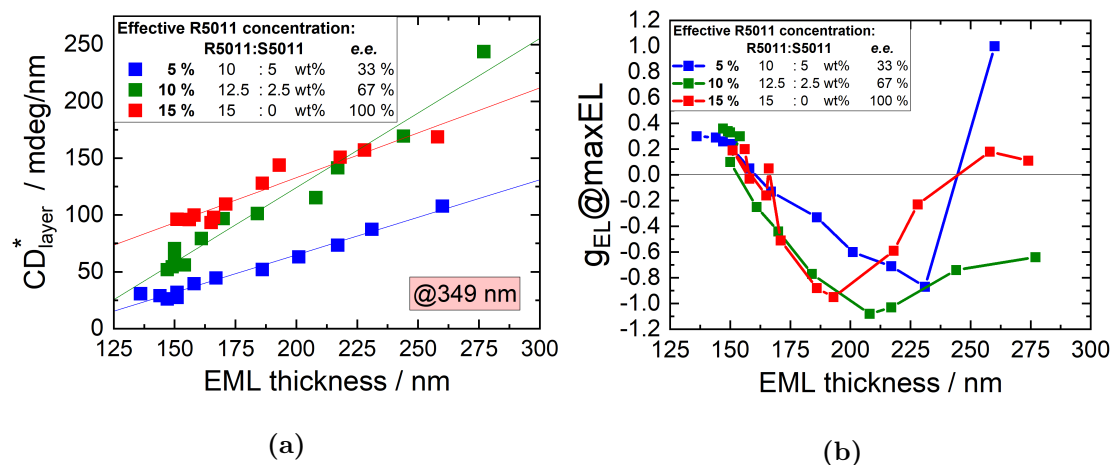 Effective R5011 concentration:
R5011:S5011 e.e.
5 % 10 : 5 wt% 33 %
10 % 12.5 : 2.5 wt% 67 %
15 % 15 : 0 wt% 100 %
250
200
150
100
50
0
CD*layer / mdeg/nm
@349 nm
125 150 175 200 225 250 275 300
EML thickness / nm
(a)
Effective R5011 concentration:
R5011:S5011 e.e.
5 % 10 : 5 wt% 33 %
10 % 12.5 : 2.5 wt% 67 %
15 % 15 : 0 wt% 100 %
1.2
1.0
0.8
0.6
0.4
0.2
0.0
-0.2
-0.4
-0.6
-0.8
-1.0
-1.2
gEL@maxEL
125 150 175 200 225 250 275 300
EML thickness / nm
(b)